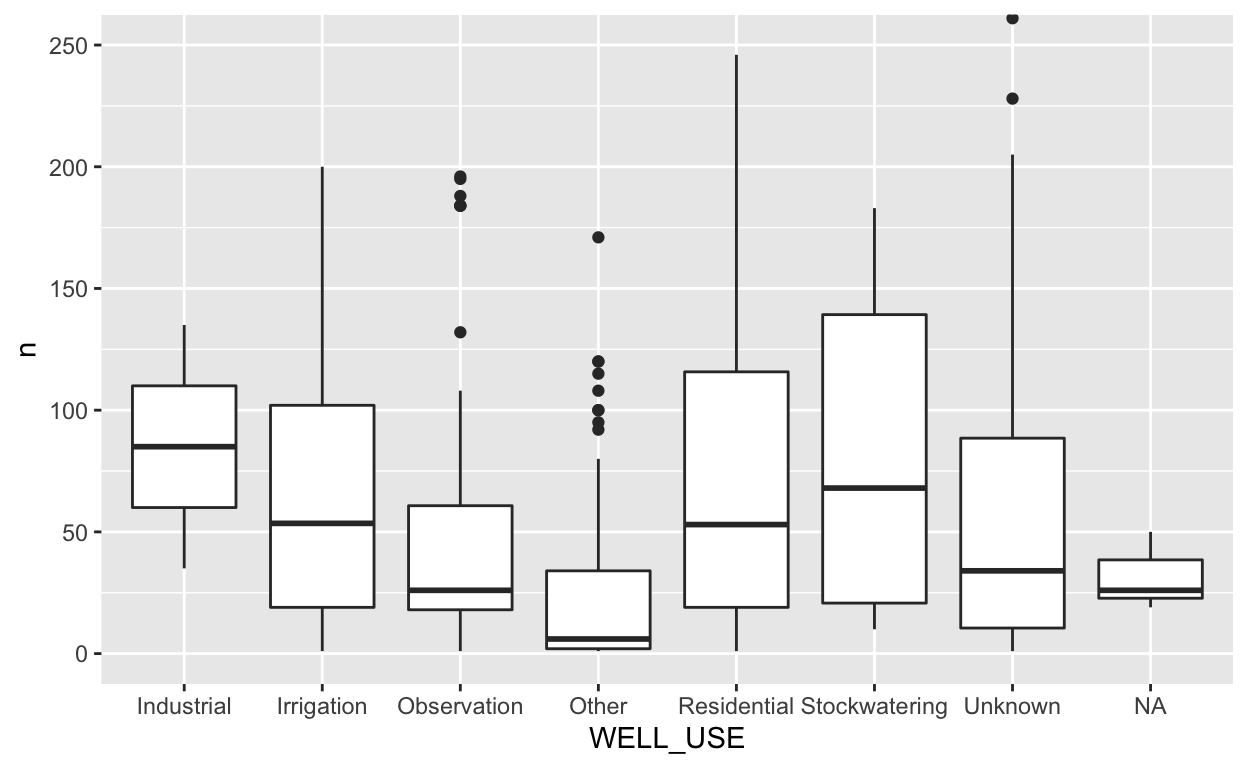 250
200
150
100
50
0
n
Industrial Irrigation Observation Other Residential Stockwatering Unknown NA
WELL_USE